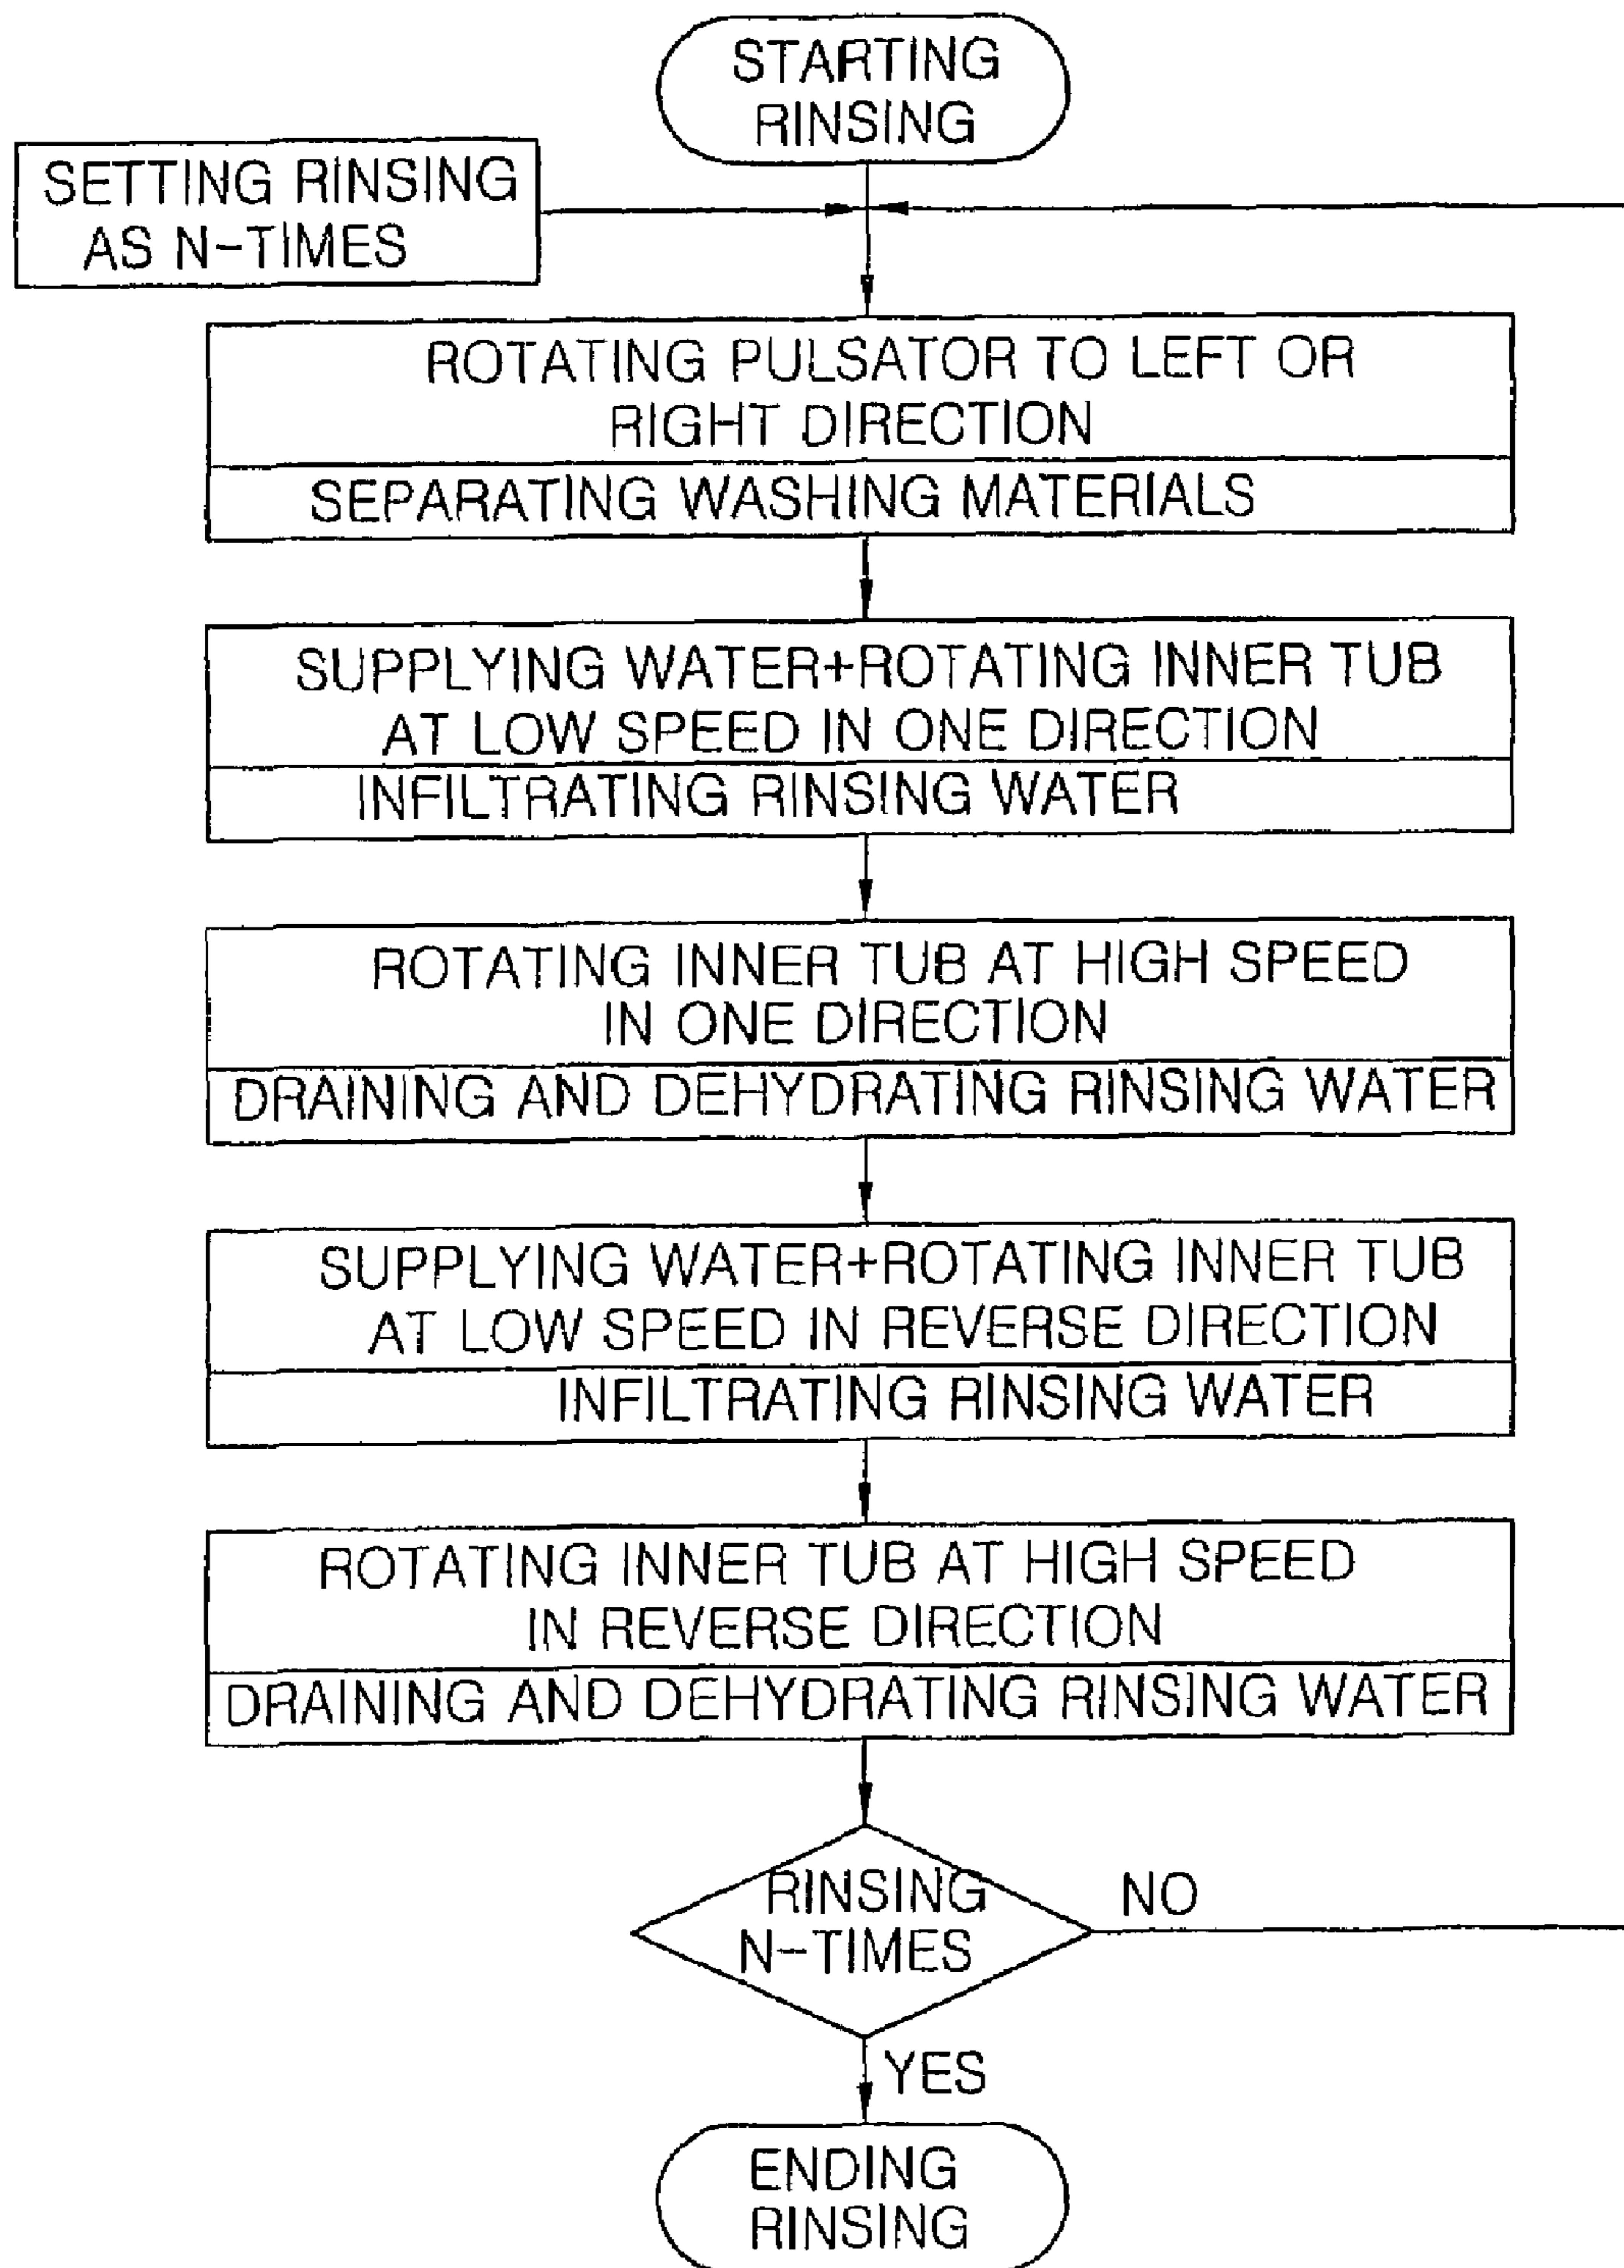 STARTING
RINSING
SETTING RINSING
AS N-TIMES
ROTATING PULSATOR TO LEFT OR
RIGHT DIRECTION
SEPARATING WASHING MATERIALS
SUPPLYING WATER+ROTATING INNER TUB
AT LOW SPEED IN ONE DIRECTION
INFILTRATING RINSING WATER
ROTATING INNER TUB AT HIGH SPEED
IN ONE DIRECTION
DRAINING AND DEHYDRATING RINSING WATER
SUPPLYING WATER+ROTATING INNER TUB
AT LOW SPEED IN REVERSE DIRECTION
INFILTRATING RINSING WATER
ROTATING INNER TUB AT HIGH SPEED
IN REVERSE DIRECTION
DRAINING AND DEHYDRATING RINSING WATER
RINSING
N-TIMES
NO
YES
ENDING
RINSING